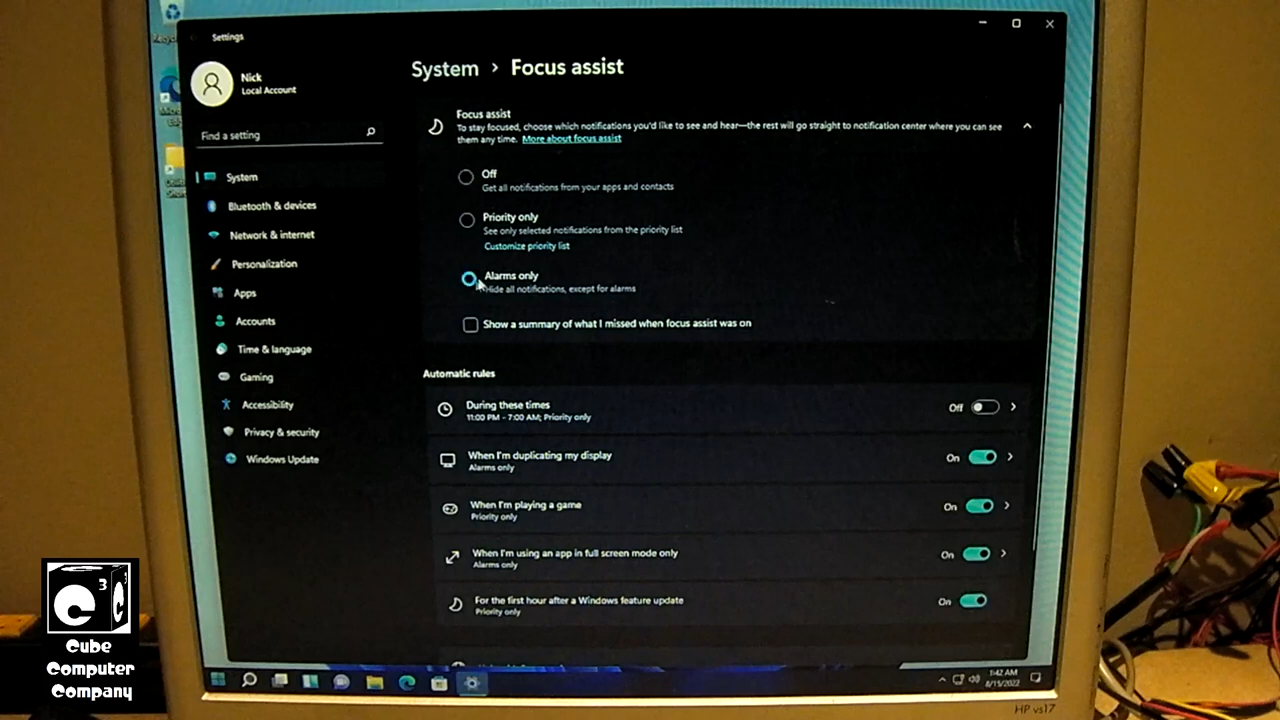 Settings
Nick
Local Account
Find a setting
System
Bluetooth & devices
Network & internet
Personalization
Apps
Accounts
Time & language
Gaming
Accessibility
Privacy & security
Windows Update
System > Focus assist
Focus assist
To stay focused, choose which notifications you'd like to see and hear—the rest will go straight to notification center where you can see
them any time. More about focus assist
Off
Get all notifications from your apps and contacts
Priority only
See only selected notifications from the priority list
Customize priority list
Alarms only
Hide all notifications, except for alarms
Show a summary of what I missed when focus assist was on
Automatic rules
During these times
11:00 PM - 7:00 AM; Priority only
Off
When I'm duplicating my display
Alarms only
On
When I'm playing a game
Priority only
On
When I'm using an app in full screen mode only
Alarms only
On
For the first hour after a Windows feature update
Priority only
On
1:42 AM
8/15/2022
HP vs17
C 3
Cube
Computer
Company